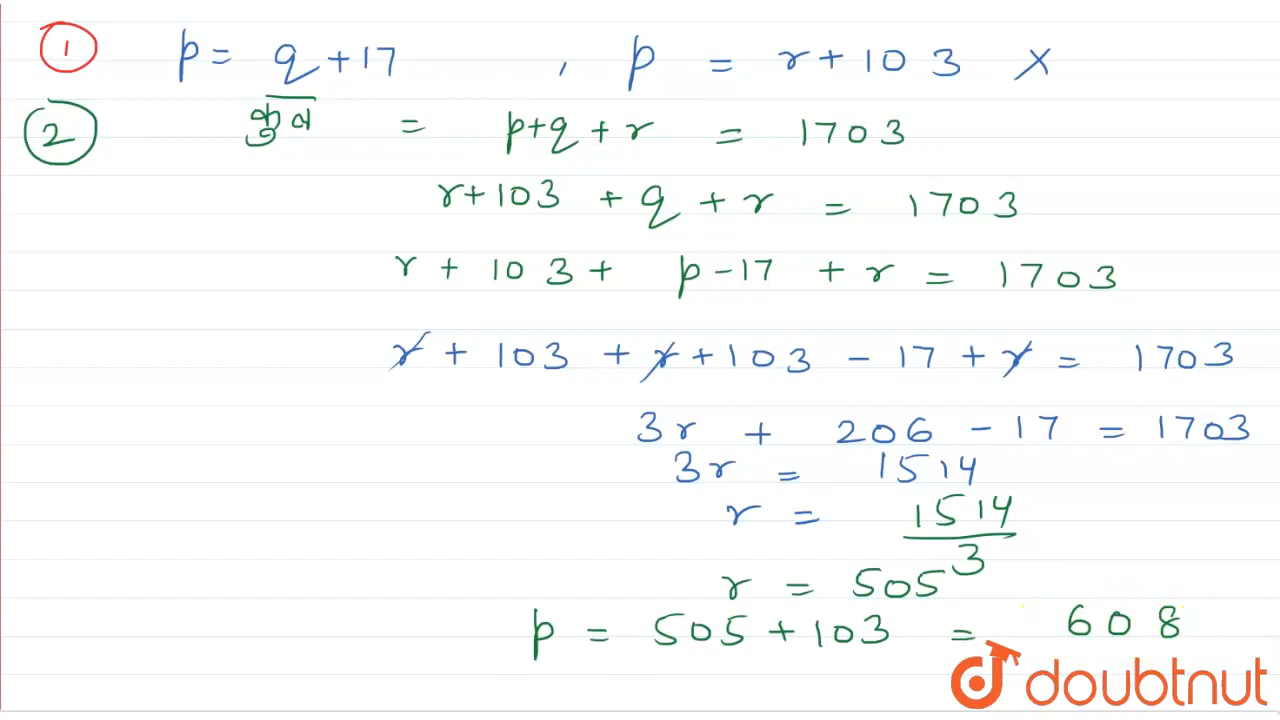 1 p = q + 17 , p = r + 103 X
2 कुल = p + q + r = 1703
r + 103 + q + r = 1703
r + 103 + p - 17 + r = 1703
r + 103 + r + 103 - 17 + r = 1703
3r + 206 - 17 = 1703
3r = 1514
r = 1514/3
r = 505
p = 505 + 103 = 608
doubtnut